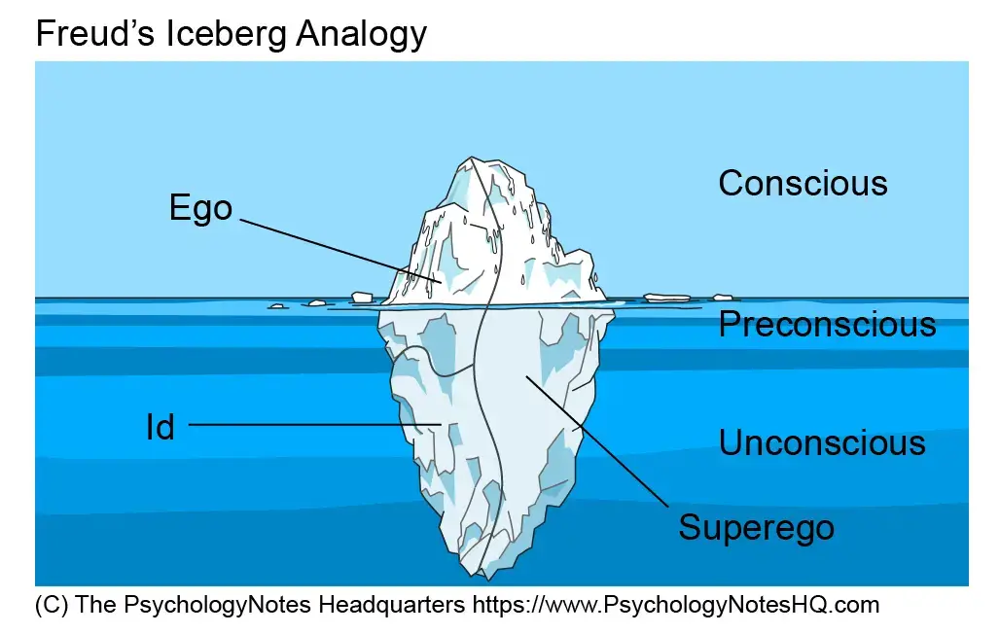 Freud’s Iceberg Analogy
Conscious
Ego
Preconscious
Id
Unconscious
Superego
(C) The PsychologyNotes Headquarters https://www.PsychologyNotesHQ.com